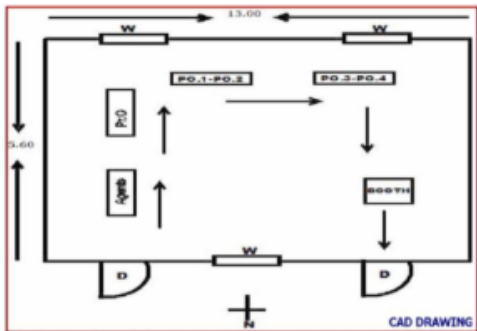 13.00
W
W
PO.1-PO.2
PO.3-PO.4
PrO
5.60
Agents
BOOTH
W
D
D
N
CAD DRAWING